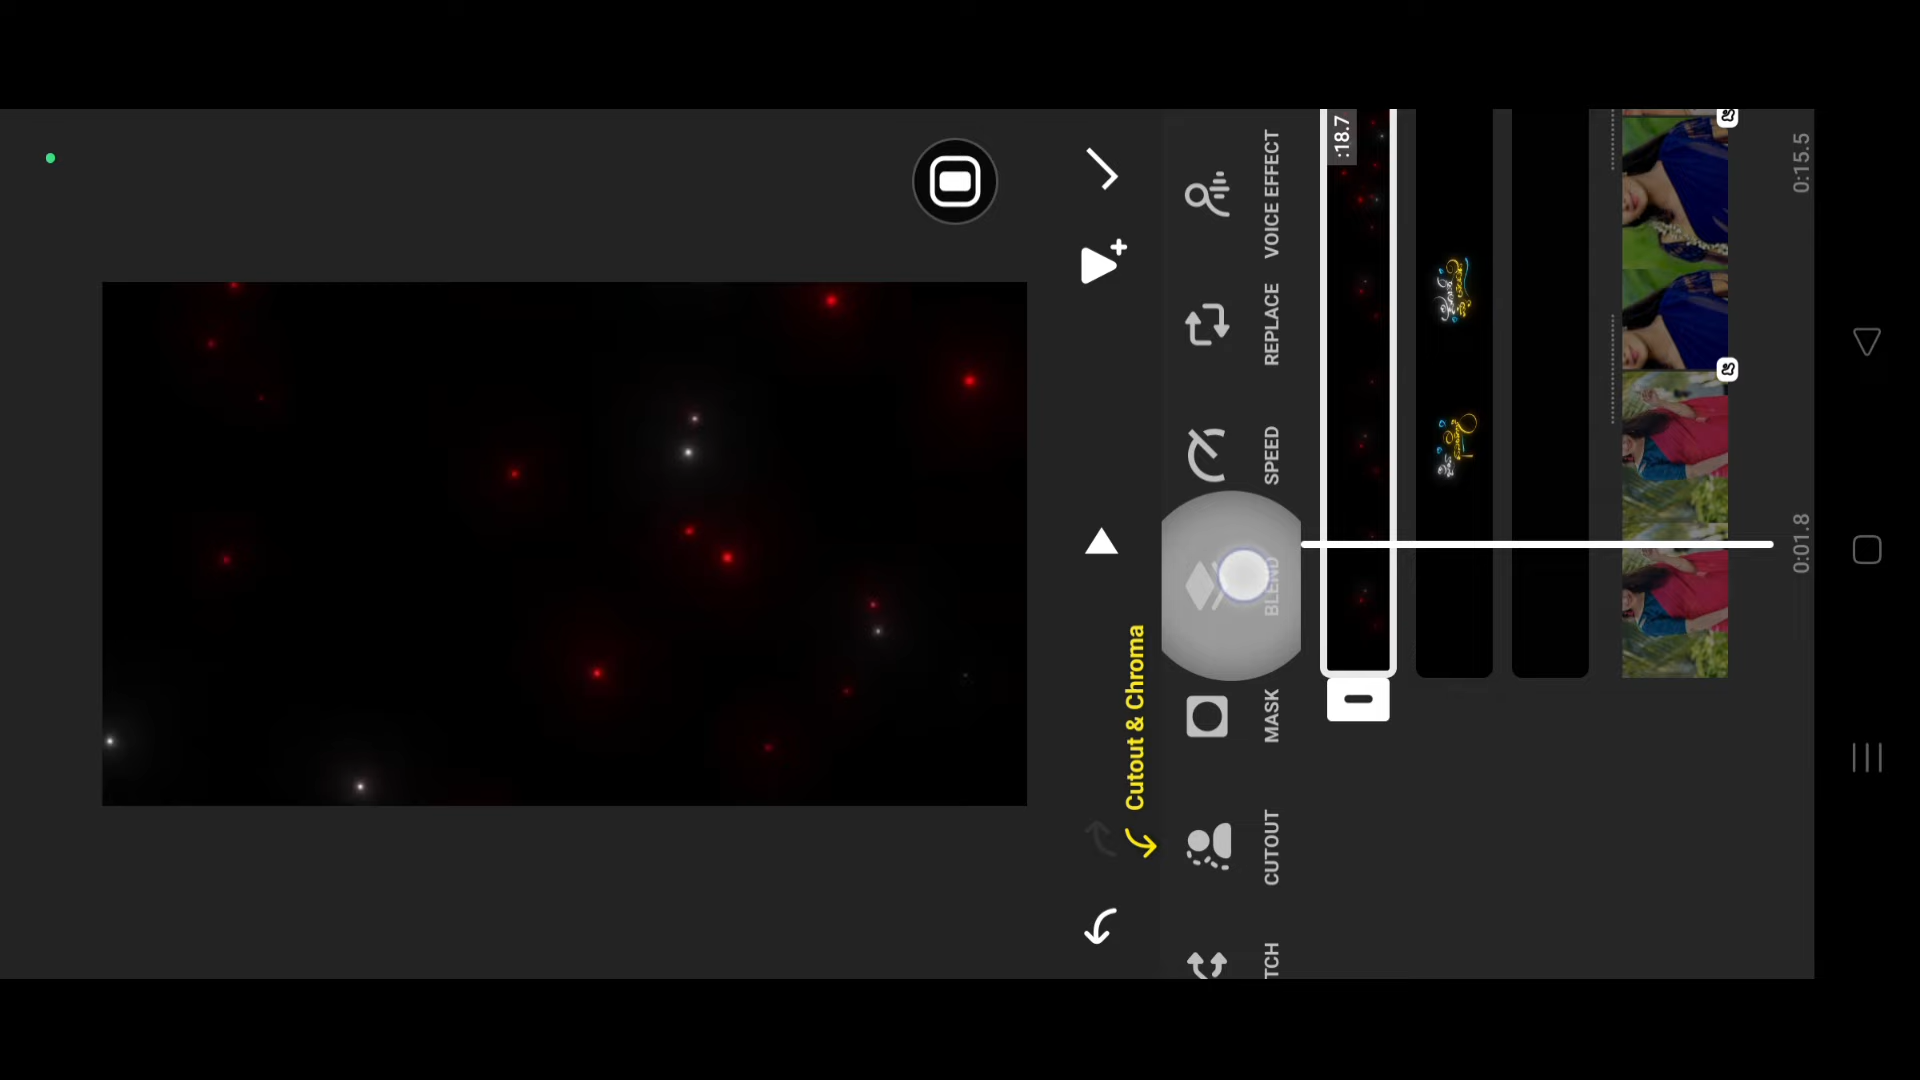 Cutout & Chroma
TCH
CUTOUT
MASK
BLEND
SPEED
REPLACE
VOICE EFFECT
:18.7
0:01.8
0:15.5